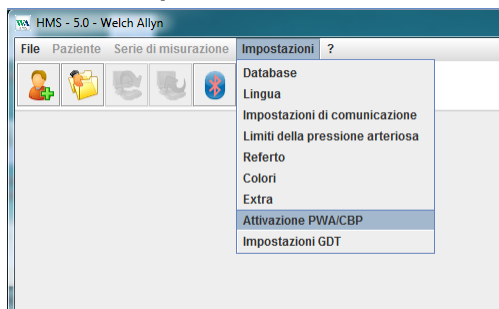 WA HMS - 5.0 - Welch Allyn
File Paziente Serie di misurazione Impostazioni ?
Database
Lingua
Impostazioni di comunicazione
Limiti della pressione arteriosa
Referto
Colori
Extra
Attivazione PWA/CBP
Impostazioni GDT